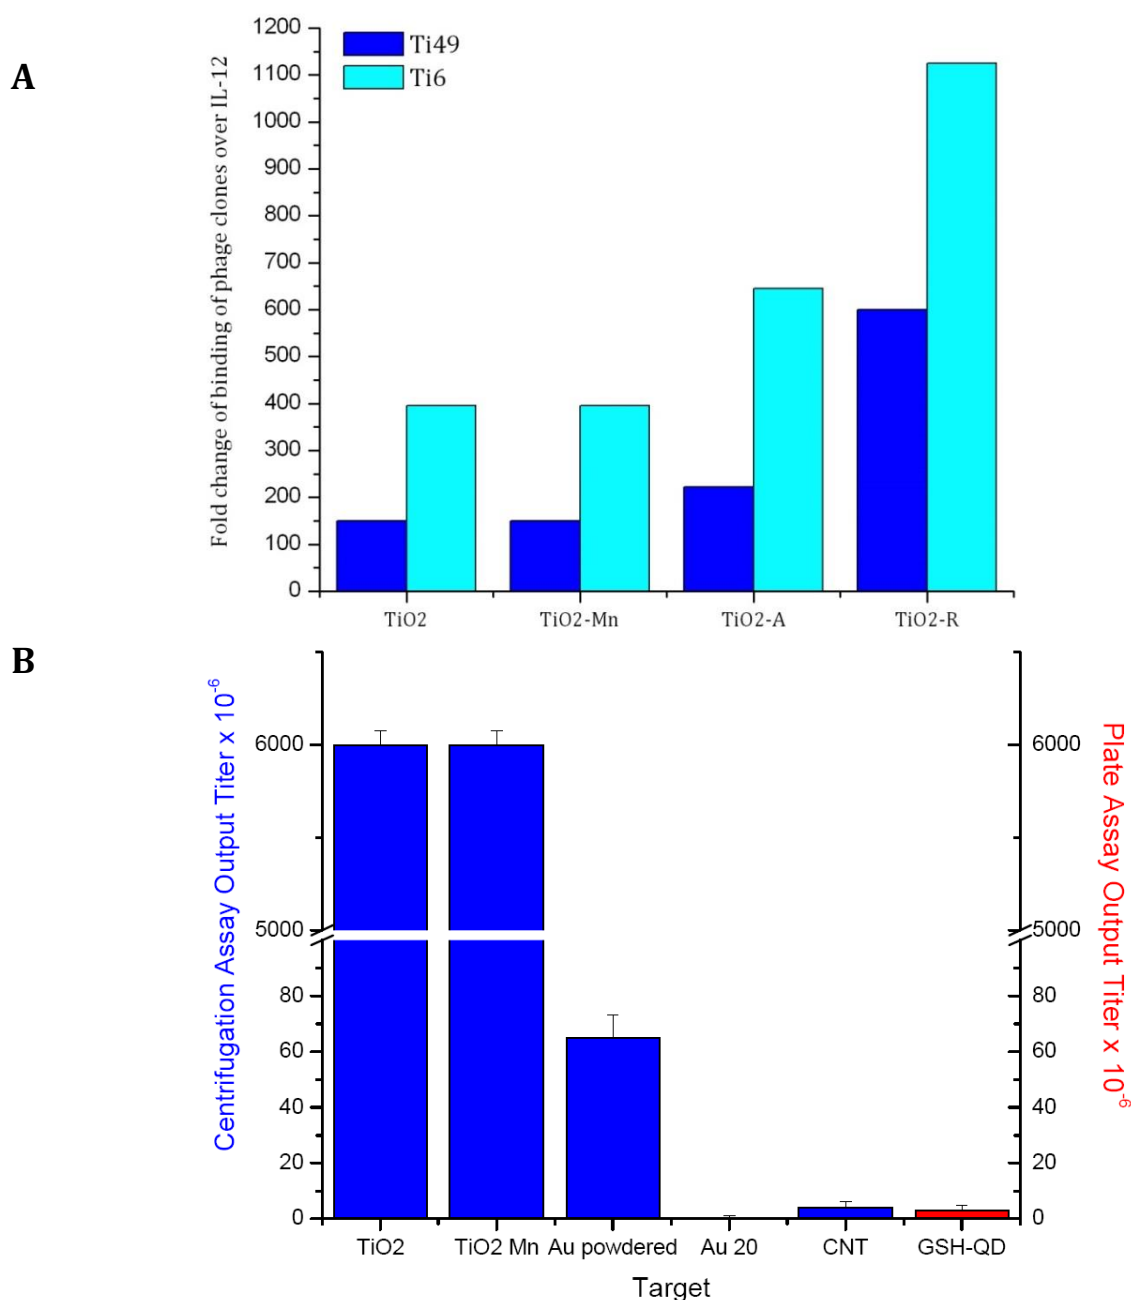 A
Fold change of binding of phage clones over IL-12
1200
1100
1000
900
800
700
600
500
400
300
200
100
0
Ti49
Ti6
TiO2 TiO2-Mn TiO2-A TiO2-R
B
Centrifugation Assay Output Titer x 10⁻⁶
6000
5000
80
60
40
20
0
6000
5000
80
60
40
20
0
Plate Assay Output Titer x 10⁻⁶
TiO2 TiO2 Mn Au powdered Au 20 CNT GSH-QD
Target